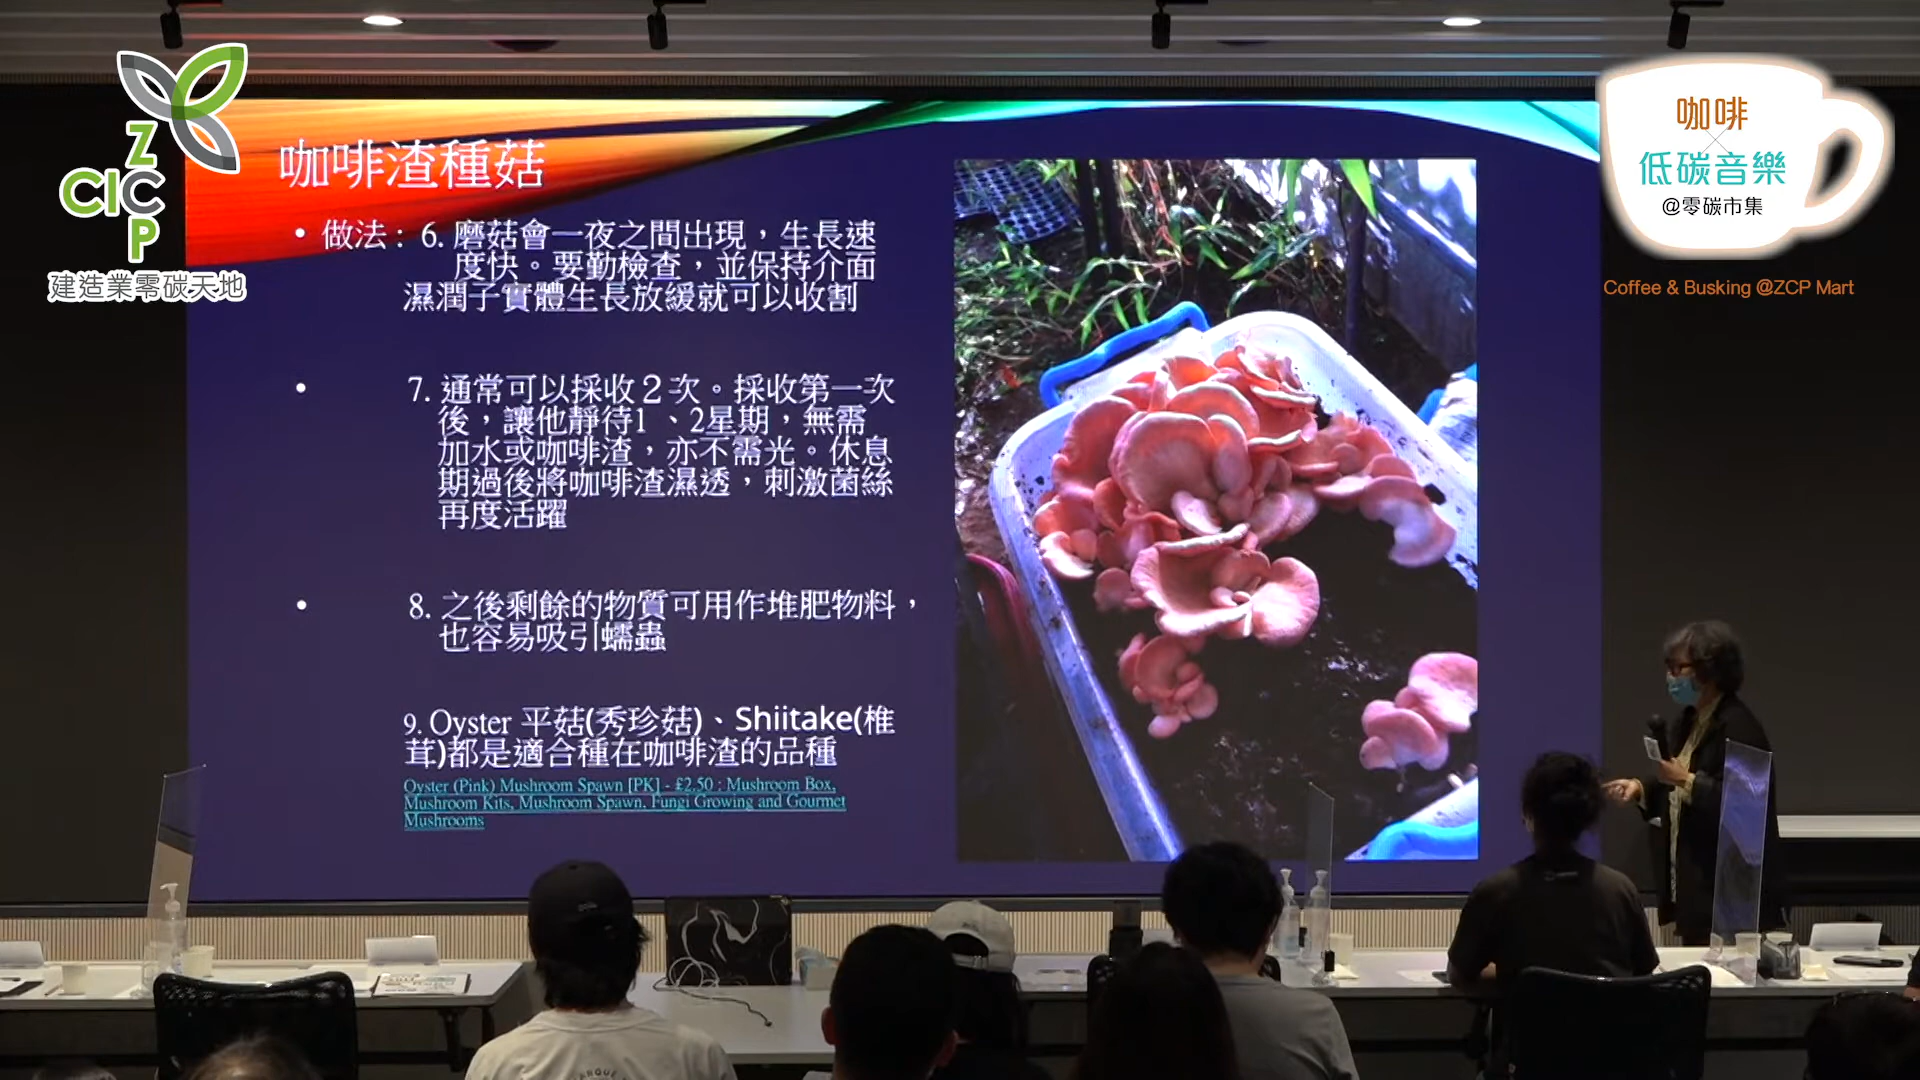 Z
CIC
P
建造業零碳天地
咖啡渣種菇
• 做法： 6. 蘑菇會一夜之間出現，生長速
度快。要勤檢查，並保持介面
濕潤子實體生長放緩就可以收割
• 7. 通常可以採收２次。採收第一次
後，讓他靜待1 、2星期，無需
加水或咖啡渣，亦不需光。休息
期過後將咖啡渣濕透，刺激菌絲
再度活躍
• 8. 之後剩餘的物質可用作堆肥物料，
也容易吸引蠕蟲
9. Oyster 平菇(秀珍菇)、Shiitake(椎
茸)都是適合種在咖啡渣的品種
Oyster (Pink) Mushroom Spawn [PK] - £2.50 : Mushroom Box,
Mushroom Kits, Mushroom Spawn, Fungi Growing and Gourmet
Mushrooms
咖啡
×
低碳音樂
@零碳市集
Coffee & Busking @ZCP Mart